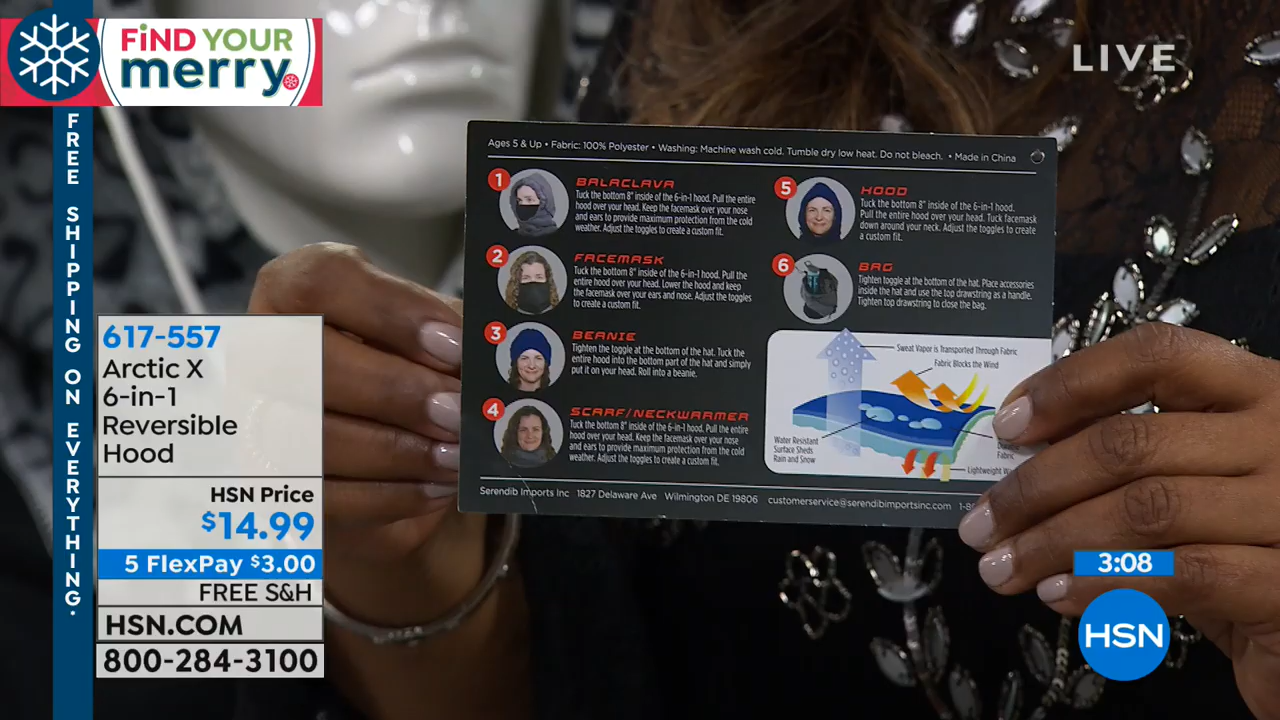 FiND YOUR
merry
LIVE
FREE SHIPPING ON EVERYTHING.
617-557
Arctic X
6-in-1
Reversible
Hood
HSN Price
$14.99
5 FlexPay $3.00
FREE S&H
HSN.COM
800-284-3100
Ages 5 & Up • Fabric: 100% Polyester • Washing: Machine wash cold. Tumble dry low heat. Do not bleach. • Made in China
1
BALACLAVA
Tuck the bottom 8" inside of the 6-in-1 hood. Pull the entire
hood over your head. Keep the facemask over your nose
and ears to provide maximum protection from the cold
weather. Adjust the toggles to create a custom fit.
2
FACEMASK
Tuck the bottom 8" inside of the 6-in-1 hood. Pull the
entire hood over your head. Lower the hood and keep
the facemask over your ears and nose. Adjust the toggles
to create a custom fit.
3
BEANIE
Tighten the toggle at the bottom of the hat. Tuck the
entire hood into the bottom part of the hat and simply
put it on your head. Roll into a beanie.
4
SCARF/NECKWARMER
Tuck the bottom 8" inside of the 6-in-1 hood. Pull the entire
hood over your head. Keep the facemask over your nose
and ears to provide maximum protection from the cold
weather. Adjust the toggles to create a custom fit.
5
HOOD
Tuck the bottom 8" inside of the 6-in-1 hood.
Pull the entire hood over your head. Tuck facemask
down around your neck. Adjust the toggles to create
a custom fit.
6
BAG
Tighten toggle at the bottom of the hat. Place accessories
inside the hat and use the top drawstring as a handle.
Tighten top drawstring to close the bag.
Sweat Vapor is Transported Through Fabric
Fabric Blocks the Wind
Water Resistant
Surface Sheds
Rain and Snow
Fabric
Lightweight
Serendib Imports Inc 1827 Delaware Ave Wilmington DE 19806 customerservice@serendibimportsinc.com
3:08
HSN